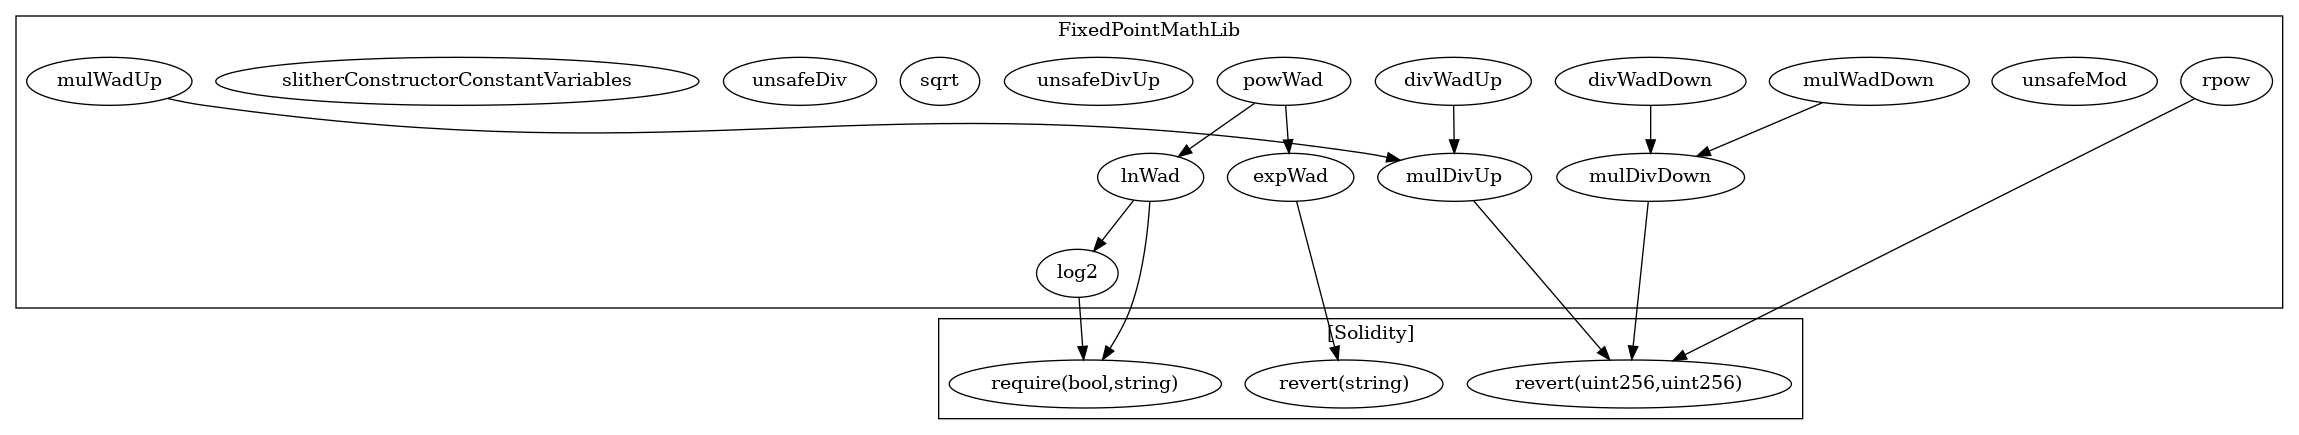 FixedPointMathLib
mulWadUp
slitherConstructorConstantVariables
unsafeDiv
sqrt
unsafeDivUp
powWad
divWadUp
divWadDown
mulWadDown
unsafeMod
rpow
lnWad
expWad
mulDivUp
mulDivDown
log2
[Solidity]
require(bool,string)
revert(string)
revert(uint256,uint256)